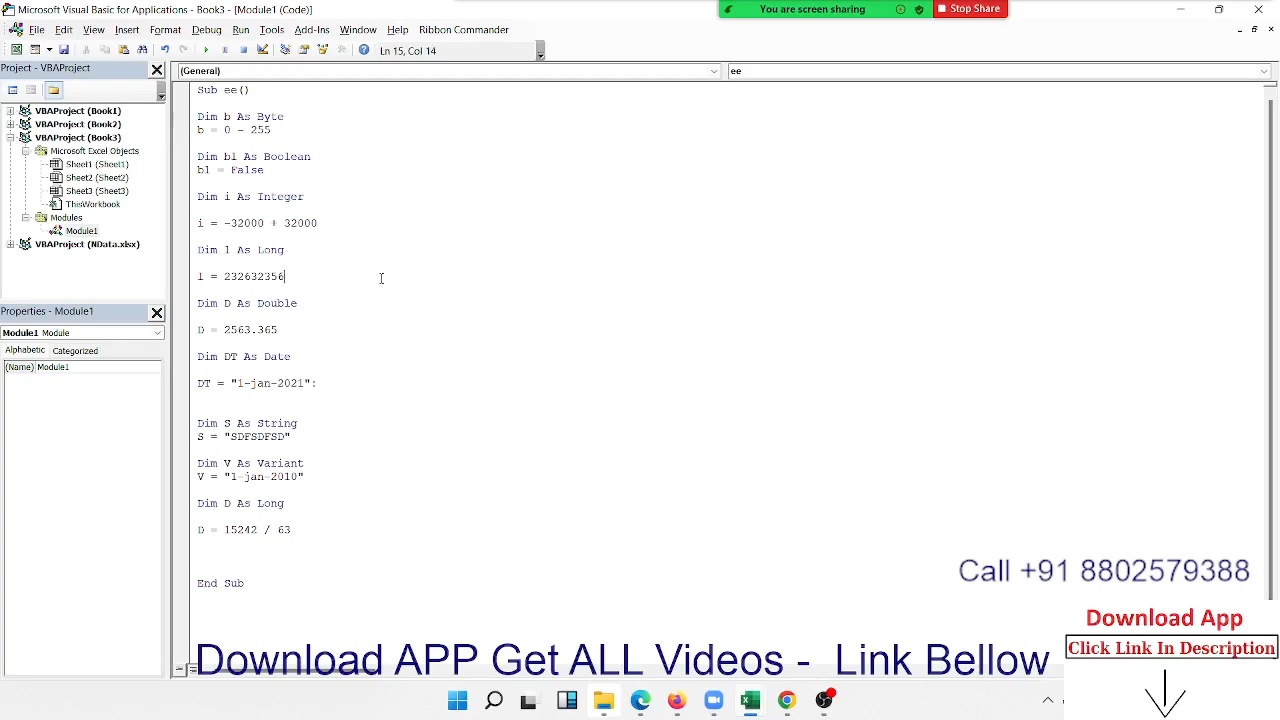 Microsoft Visual Basic for Applications - Book3 - [Module1 (Code)]
You are screen sharing
Stop Share
File Edit View Insert Format Debug Run Tools Add-Ins Window Help Ribbon Commander
Ln 15, Col 14
Project - VBAProject
(General)
ee
VBAProject (Book1)
VBAProject (Book2)
VBAProject (Book3)
Microsoft Excel Objects
Sheet1 (Sheet1)
Sheet2 (Sheet2)
Sheet3 (Sheet3)
ThisWorkbook
Modules
Module1
VBAProject (NData.xlsx)
Properties - Module1
Module1 Module
Alphabetic Categorized
(Name) Module1
Sub ee()
Dim b As Byte
b = 0 - 255
Dim bl As Boolean
bl = False
Dim i As Integer
i = -32000 + 32000
Dim l As Long
l = 232632356
Dim D As Double
D = 2563.365
Dim DT As Date
DT = "1-jan-2021":
Dim S As String
S = "SDFSDFSD"
Dim V As Variant
V = "1-jan-2010"
Dim D As Long
D = 15242 / 63
End Sub
Call +91 8802579388
Download App
Click Link In Description
Download APP Get ALL Videos - Link Bellow